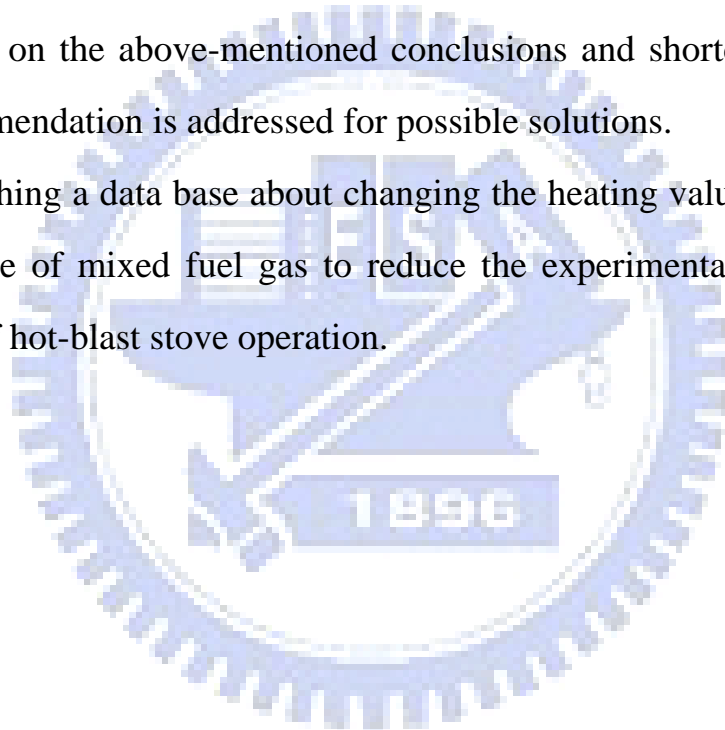 on the above-mentioned conclusions and short
mendation is addressed for possible solutions.
hing a data base about changing the heating valu
e of mixed fuel gas to reduce the experimenta
f hot-blast stove operation.
ESA
1896